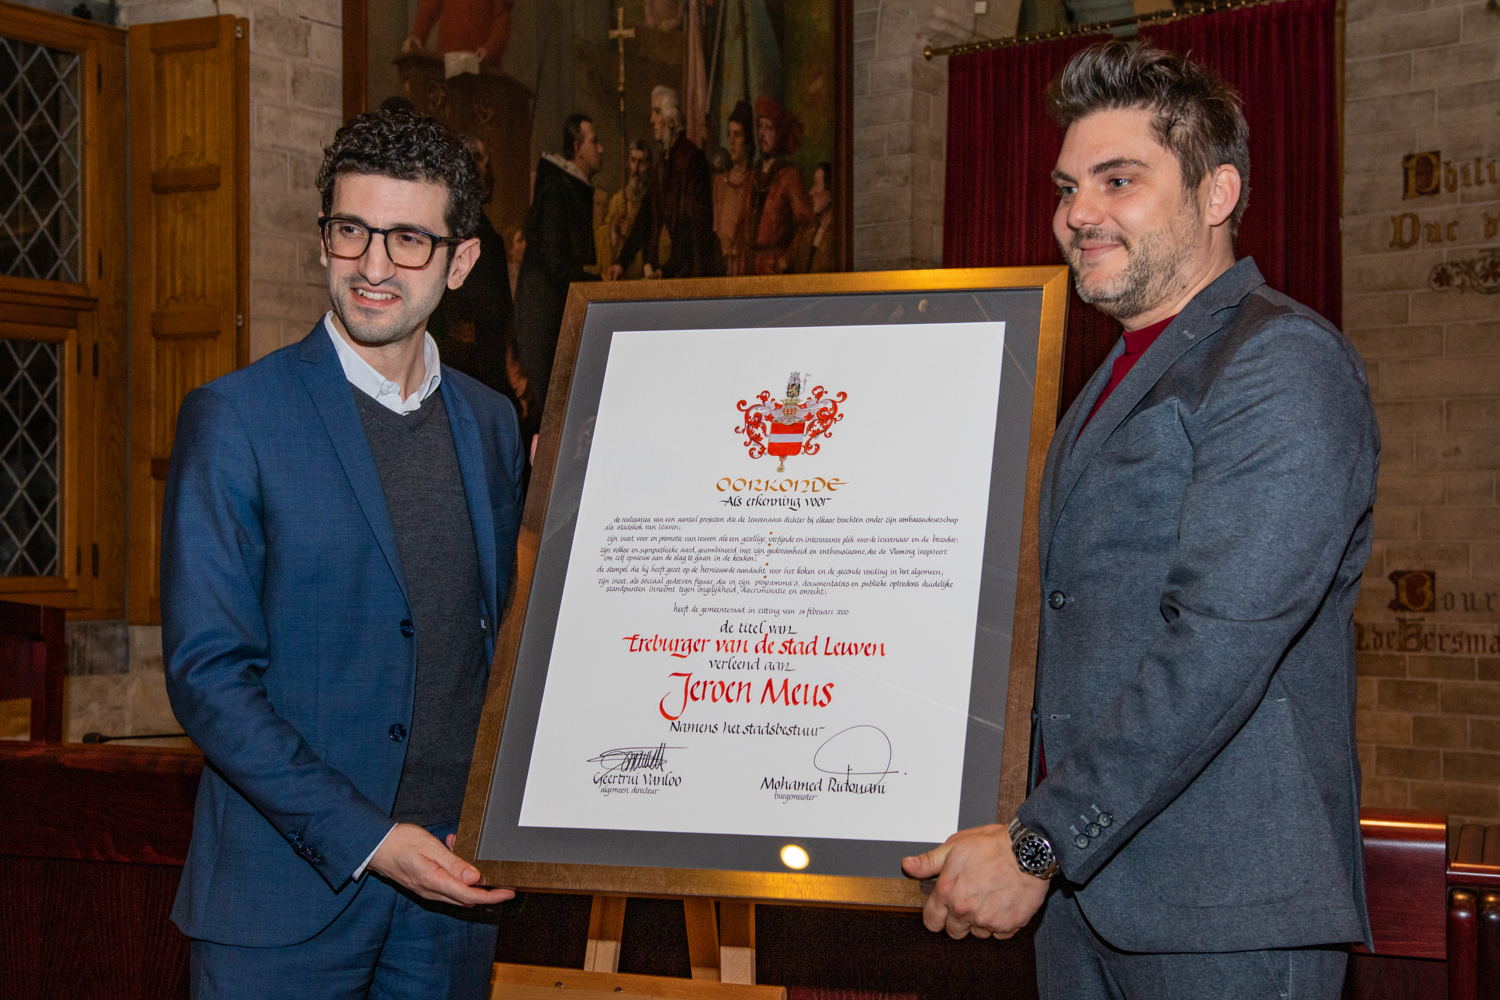 OORKONDE
Als erkenning voor
de realisaties van een aantal projecten die de Leuvenaars dichter bij elkaar brachten onder zijn ambassadeurschap
als stadskok van Leuven;
zijn inzet voor en promotie van Leuven als een gezellige, verfijnde en interessante plek voor de Leuvenaar en de bezoeker;
zijn volkse en sympathieke aard, gecombineerd met zijn gedrevenheid en enthousiasme, die de Vlaming inspireert
om zelf opnieuw aan de slag te gaan in de keuken;
de stempel die hij heeft gezet op de hernieuwde aandacht voor het koken en de gezonde voeding in het algemeen;
zijn inzet als sociaal gedreven figuur, die in zijn programma's, documentaires en publieke optredens duidelijke
standpunten inneemt tegen ongelijkheid, discriminatie en onrecht;
heeft de gemeenteraad in zitting van 24 februari 2020
de titel van
Ereburger van de stad Leuven
verleend aan
Jeroen Meus
Namens het stadsbestuur
Geertrui Vanloo
algemeen directeur
Mohamed Ridouani
burgemeester
Phili
Duc d
Cour
de Bersma